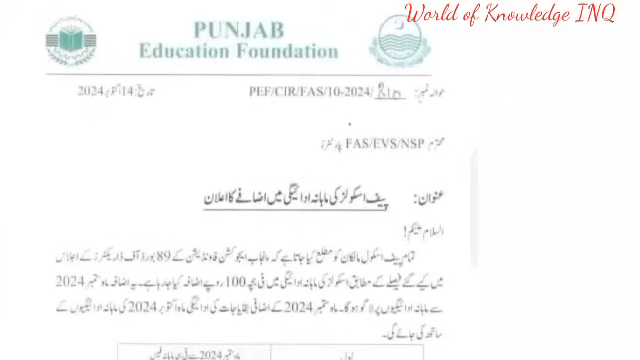 World of Knowledge INQ
PUNJAB
Education Foundation
حوالہ نمبر: PEF/CIR/FAS/10-2024/810
تاریخ: 14 اکتوبر 2024
محترم FAS/EVS/NSP پارٹنرز
عنوان: پیف اسکولز کی ماہانہ ادائیگی میں اضافے کا اعلان
السلام علیکم!
تمام پیف اسکول مالکان کو مطلع کیا جاتا ہے کہ پنجاب ایجوکیشن فاؤنڈیشن کے 89 بورڈ آف ڈائریکٹرز کے اجلاس
میں کیے گئے فیصلے کے مطابق اسکولز کی ماہانہ ادائیگی میں فی بچہ 100 روپے اضافہ کیا جا رہا ہے۔ یہ اضافہ ماہ ستمبر 2024
سے ماہانہ ادائیگیوں پر لاگو ہوگا۔ ماہ ستمبر 2024 کے اضافی بقایاجات کی ادائیگی ماہ اکتوبر 2024 کی ماہانہ ادائیگیوں کے
ساتھ کی جائے گی۔
لیول
ماہ ستمبر 2024 سے فی بچہ ماہانہ فیس